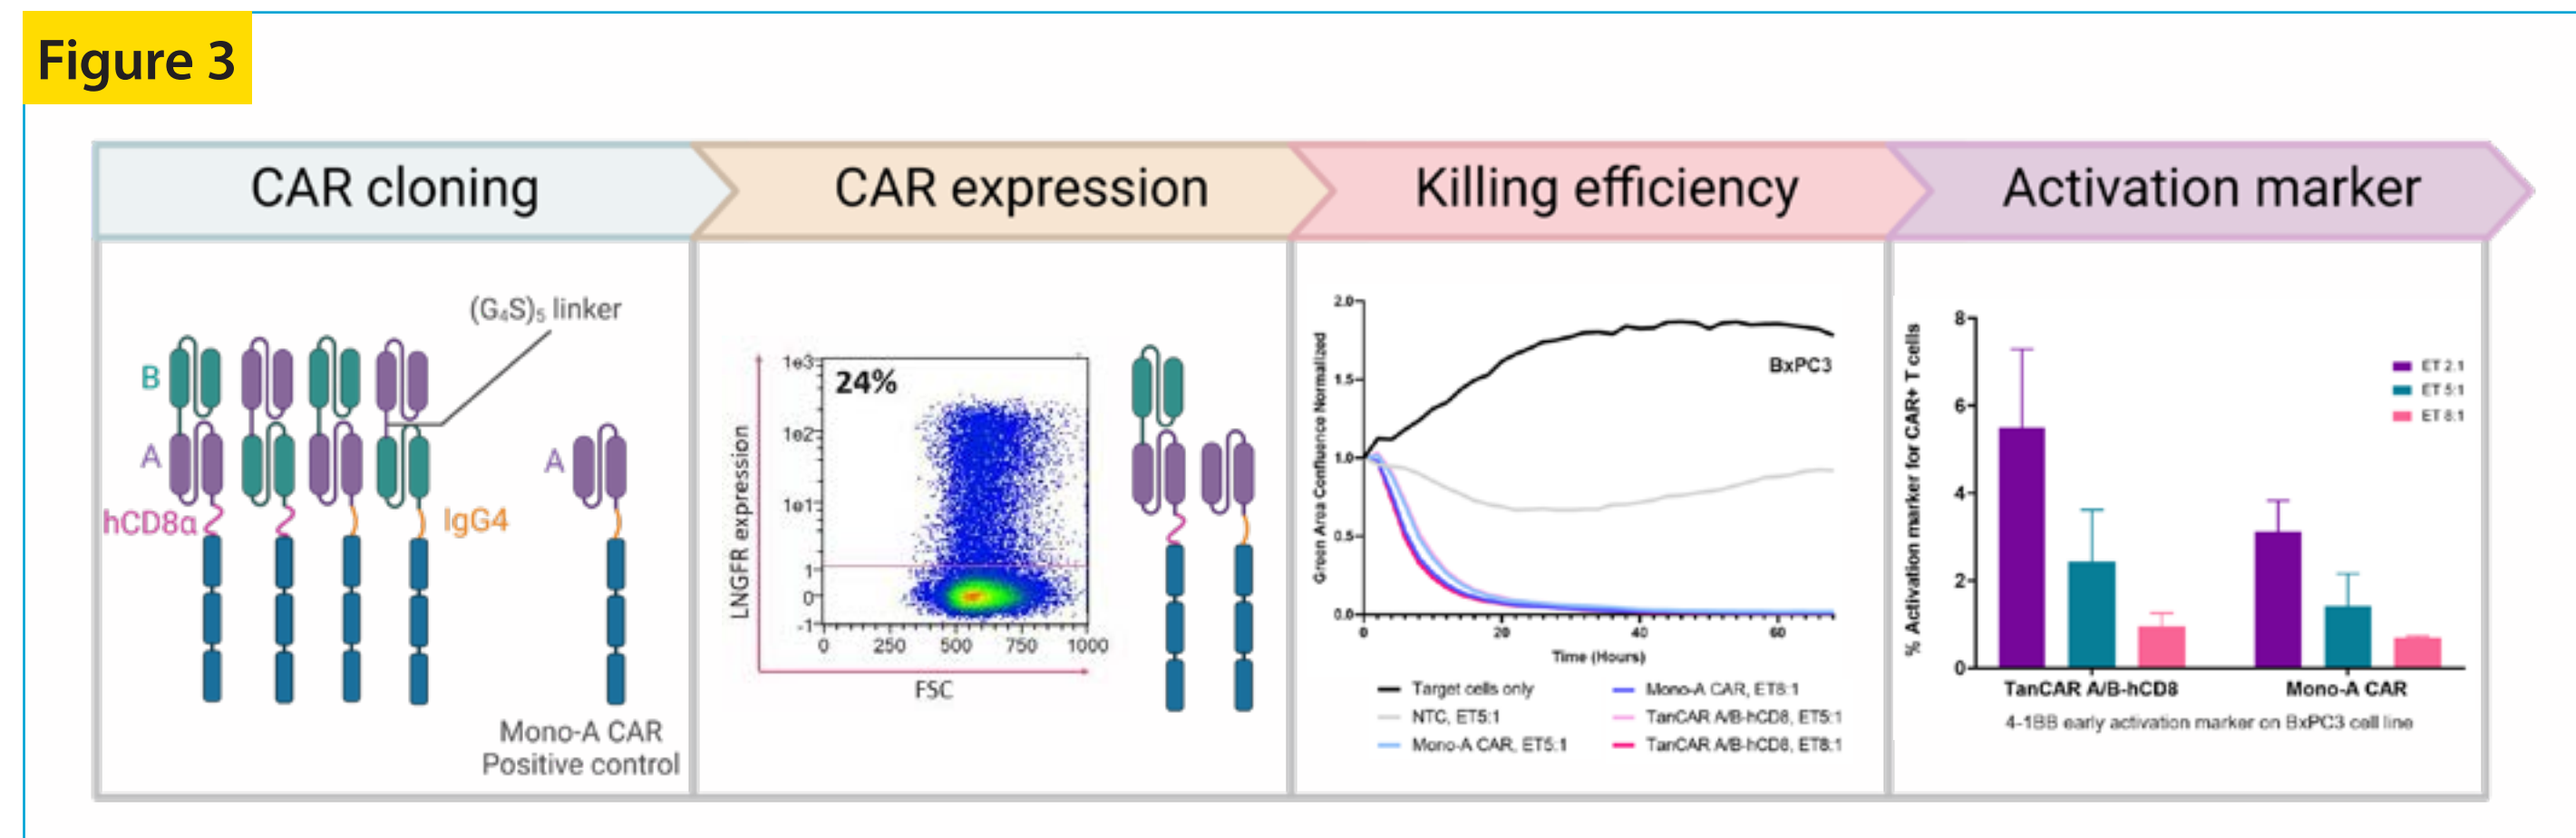 Figure 3
CAR cloning
CAR expression
Killing efficiency
Activation marker
(G₄S)₅ linker
B
A
hCD8α
IgG4
A
Mono-A CAR
Positive control
LNGFR expression
24%
1e3
1e2
1e1
1
0
-1
0 250 500 750 1000
FSC
Green Area Confluence Normalized
2.0
1.5
1.0
0.5
0.0
BxPC3
0 20 40 60
Time (Hours)
Target cells only
NTC, ET5:1
Mono-A CAR, ET5:1
Mono-A CAR, ET8:1
TanCAR A/B-hCD8, ET5:1
TanCAR A/B-hCD8, ET8:1
% Activation marker for CAR+ T cells
8
6
4
2
0
ET 2:1
ET 5:1
ET 8:1
TanCAR A/B-hCD8 Mono-A CAR
4-1BB early activation marker on BxPC3 cell line